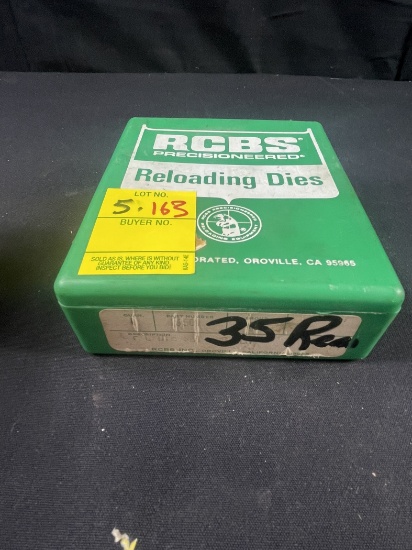 RCBS
PRECISIONEERED
Reloading Dies
LOT NO.
5.163
BUYER NO.
SOLD AS IS, WHERE IS WITHOUT
GUARANTEE OF ANY KIND.
INSPECT BEFORE YOU BID!
ORATED, OROVILLE, CA 95965
35 Rem